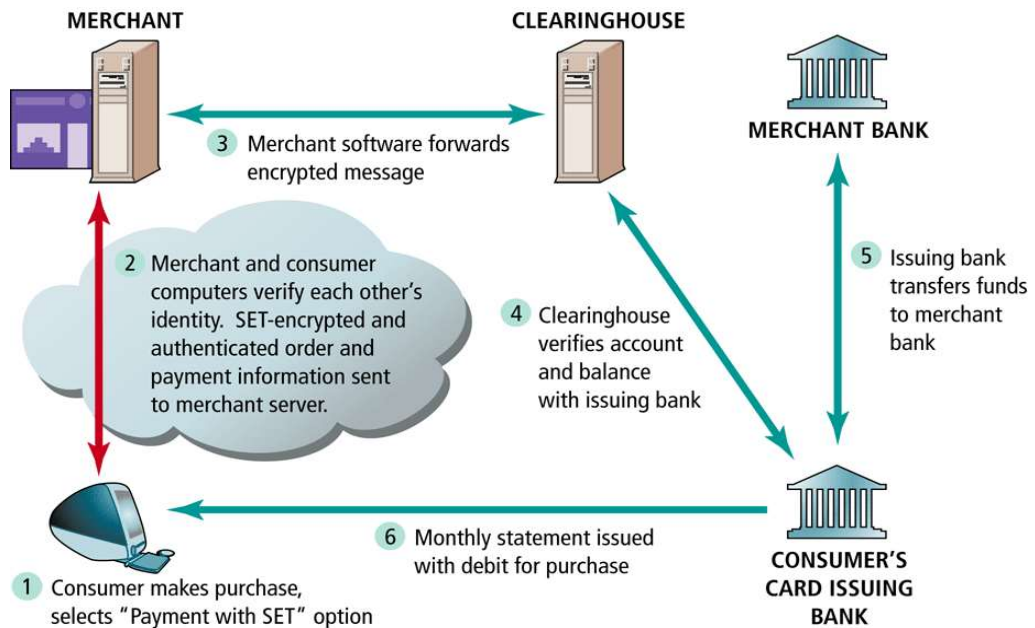 MERCHANT
CLEARINGHOUSE
MERCHANT BANK
3 Merchant software forwards
encrypted message
2 Merchant and consumer
computers verify each other's
identity. SET-encrypted and
authenticated order and
payment information sent
to merchant server.
4 Clearinghouse
verifies account
and balance
with issuing bank
5 Issuing bank
transfers funds
to merchant
bank
6 Monthly statement issued
with debit for purchase
1 Consumer makes purchase,
selects "Payment with SET" option
CONSUMER'S
CARD ISSUING
BANK